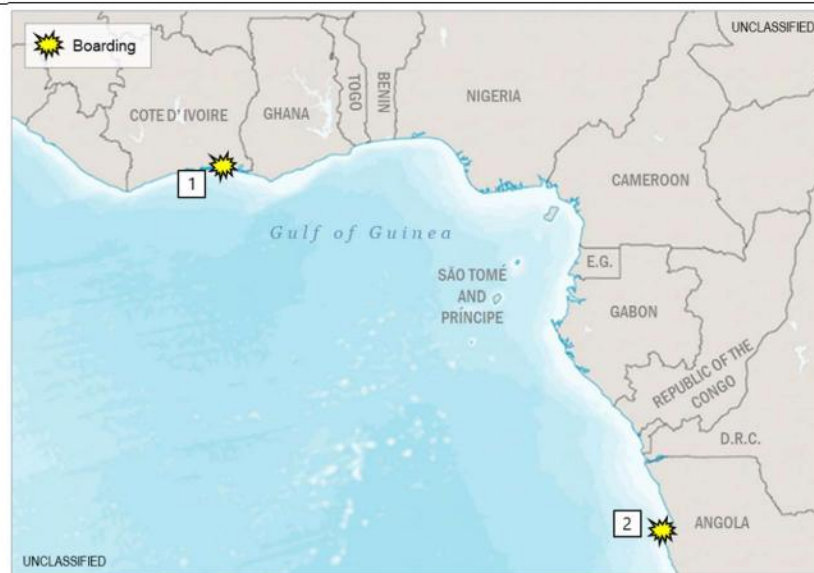 UNCLASSIFIED
Boarding
COTE D'IVOIRE
GHANA
TOGO
BENIN
NIGERIA
CAMEROON
1
Gulf of Guinea
SÃO TOMÉ
AND
PRÍNCIPE
E.G.
GABON
REPUBLIC OF THE
CONGO
D.R.C.
2
ANGOLA
UNCLASSIFIED